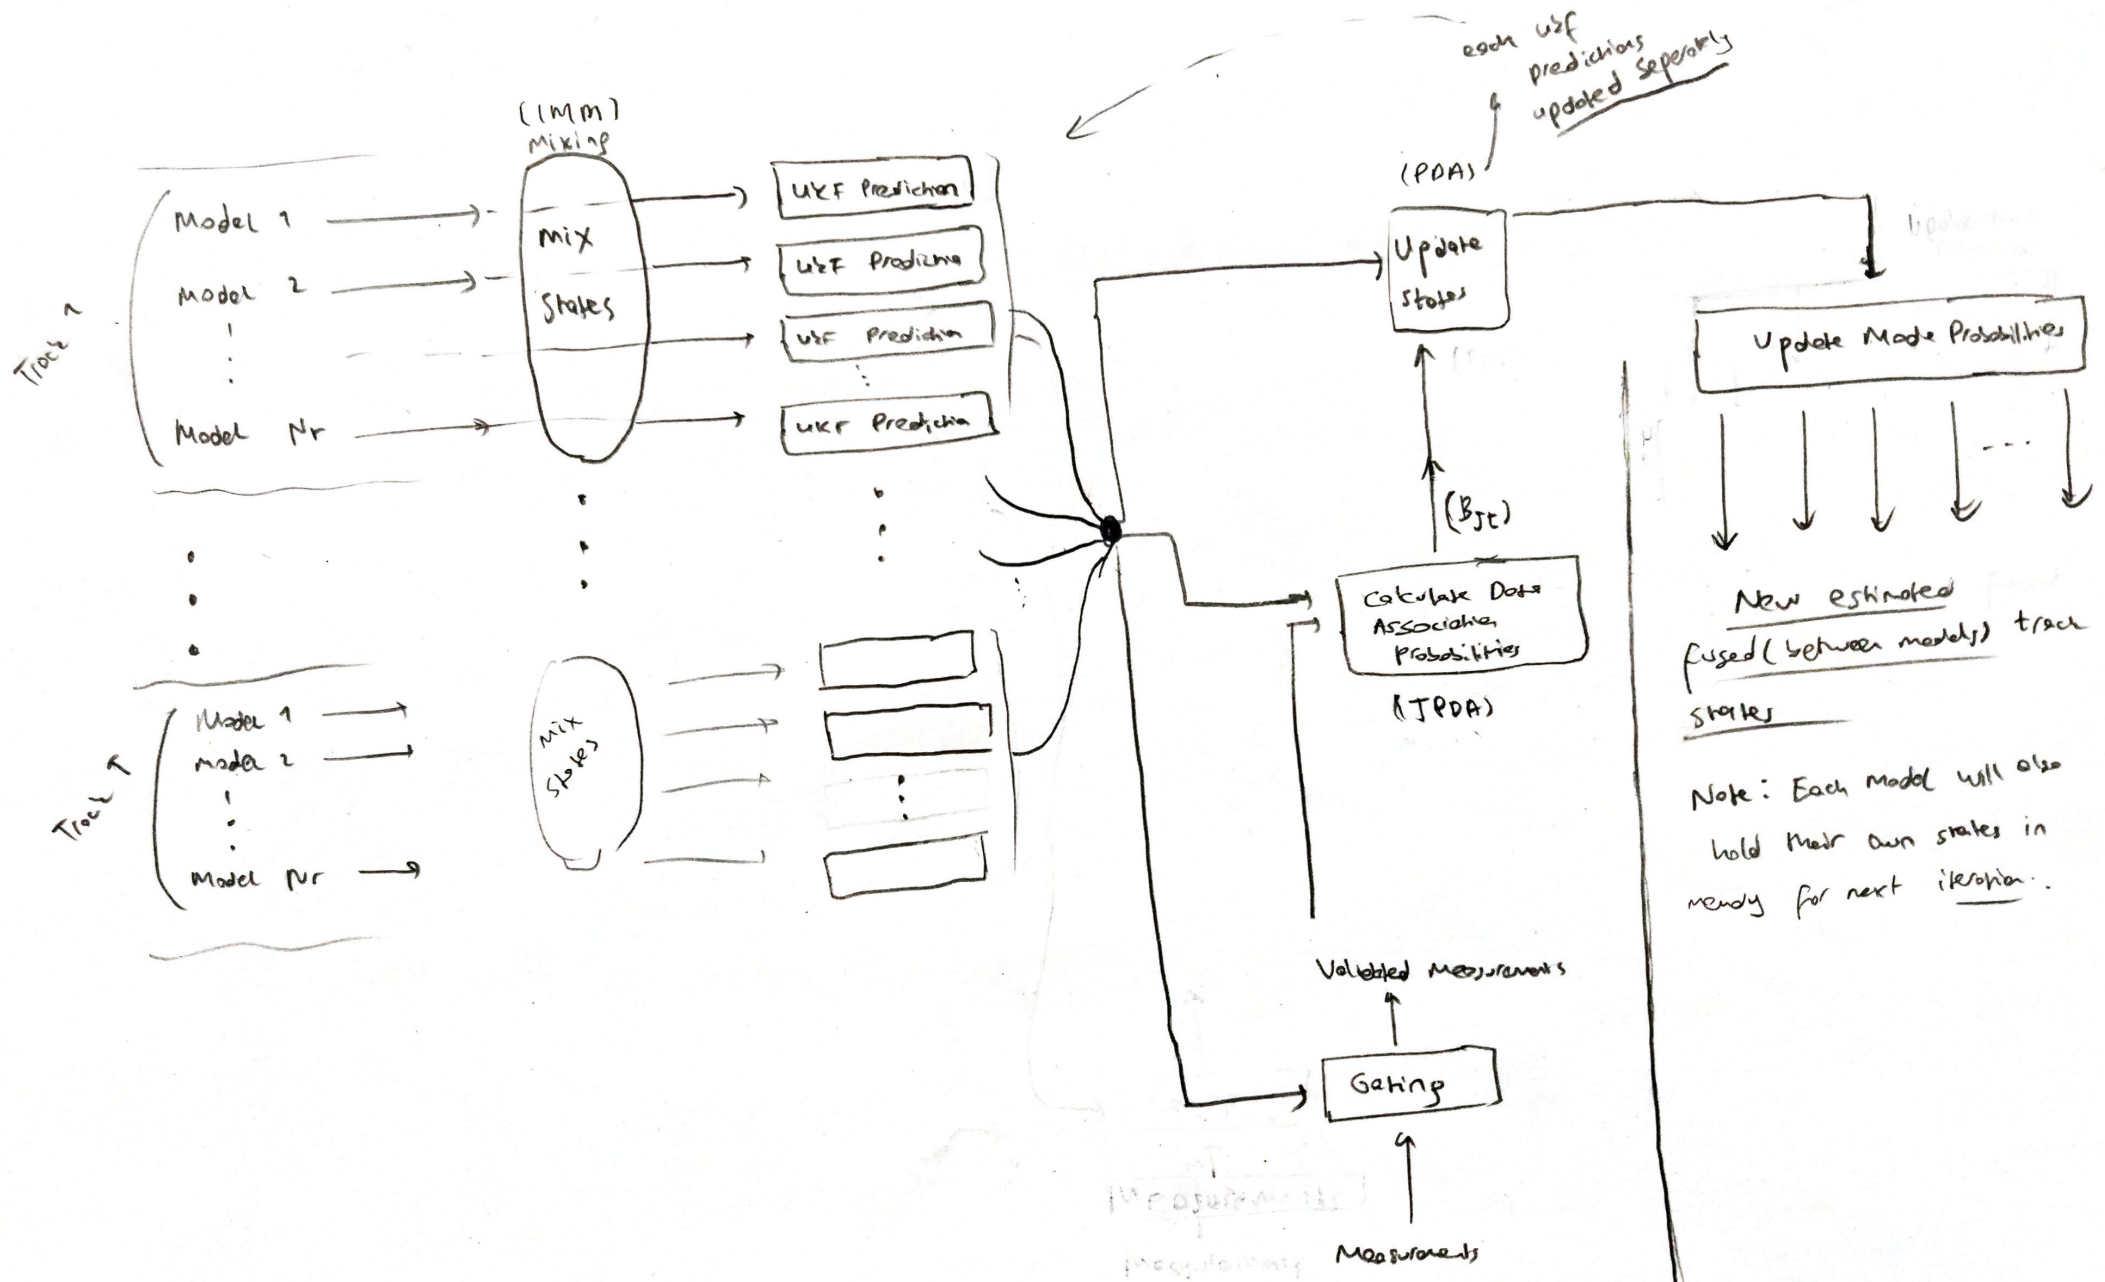 each ukf
predictions
updated seperately
(IMM)
Mixing
(PDA)
Track 1
Model 1
Model 2
Model Nr
Mix
States
UKF Prediction
UKF Prediction
UKF Prediction
UKF Prediction
Update
States
Update Mode Probabilities
(BJt)
Calculate Data
Association
Probabilities
(JPDA)
New estimated
fused (between models) track
states
Note: Each model will also
hold their own states in
for next iteration.
Track T
Model 1
Model 2
Model Nr
Mix
States
Validated Measurements
Gating
Measurements